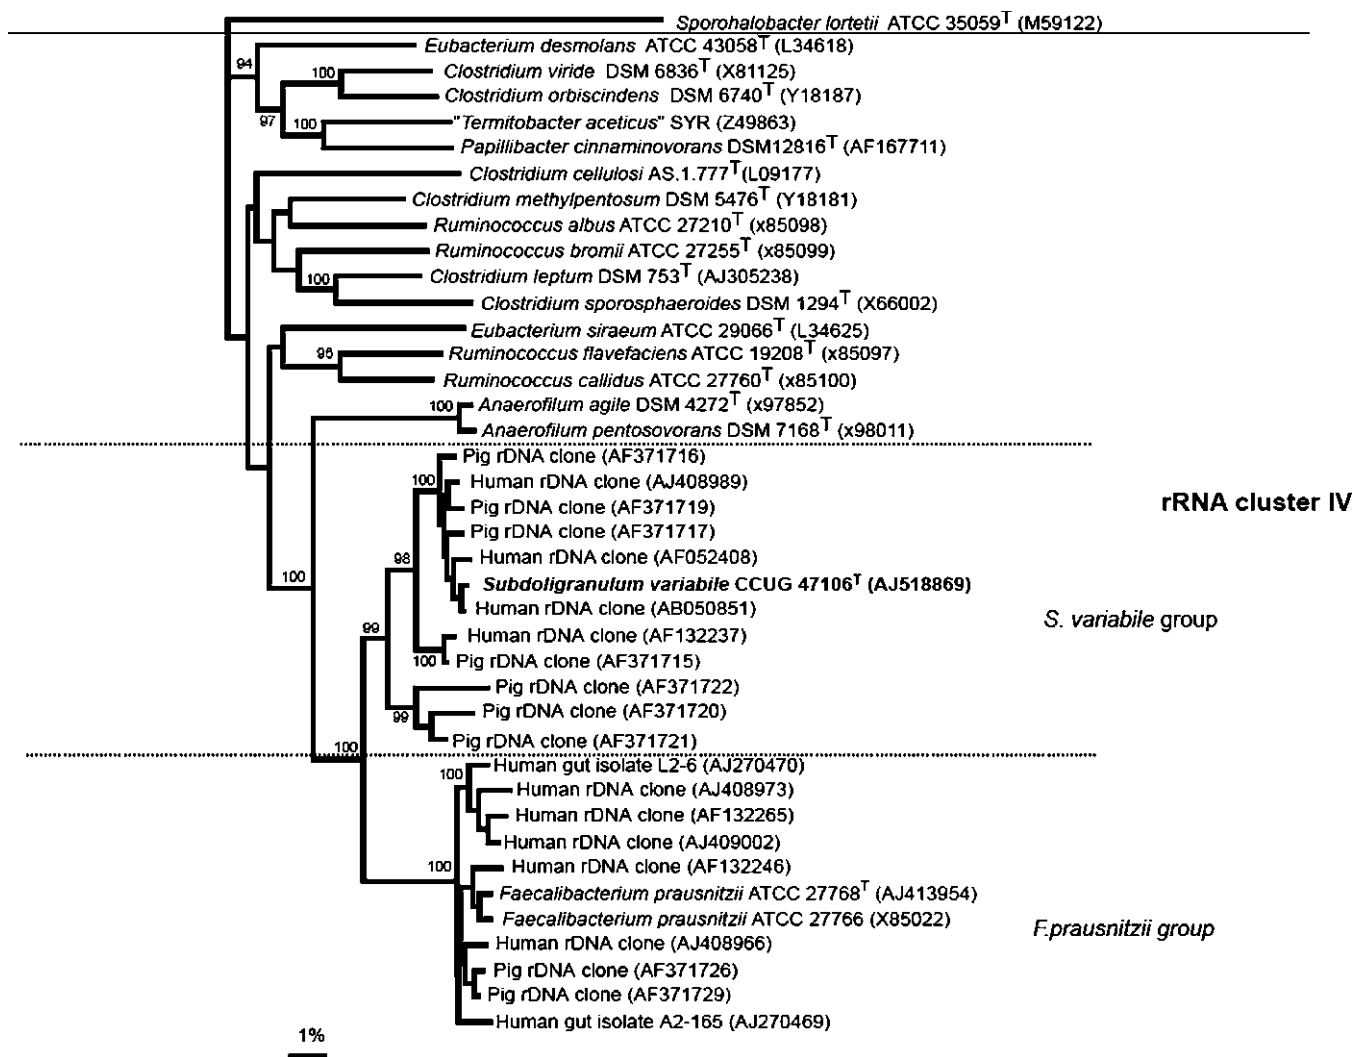 Sporohalobacter lortetii ATCC 35059T (M59122)
Eubacterium desmolans ATCC 43058T (L34618)
94
Clostridium viride DSM 6836T (X81125)
100
Clostridium orbiscindens DSM 6740T (Y18187)
97
100
"Termitobacter aceticus" SYR (Z49863)
Papillibacter cinnaminovorans DSM12816T (AF167711)
Clostridium cellulosi AS.1.777T(L09177)
Clostridium methylpentosum DSM 5476T (Y18181)
Ruminococcus albus ATCC 27210T (x85098)
Ruminococcus bromii ATCC 27255T (x85099)
Clostridium leptum DSM 753T (AJ305238)
100
Clostridium sporosphaeroides DSM 1294T (X66002)
Eubacterium siraeum ATCC 29066T (L34625)
96
Ruminococcus flavefaciens ATCC 19208T (x85097)
Ruminococcus callidus ATCC 27760T (x85100)
100
Anaerofilum agile DSM 4272T (x97852)
Anaerofilum pentosovorans DSM 7168T (x98011)
Pig rDNA clone (AF371716)
100
Human rDNA clone (AJ408989)
rRNA cluster IV
Pig rDNA clone (AF371719)
Pig rDNA clone (AF371717)
98
Human rDNA clone (AF052408)
100
Subdoligranulum variabile CCUG 47106T (AJ518869)
Human rDNA clone (AB050851)
S. variabile group
99
Human rDNA clone (AF132237)
100
Pig rDNA clone (AF371715)
Pig rDNA clone (AF371722)
99
Pig rDNA clone (AF371720)
Pig rDNA clone (AF371721)
100
Human gut isolate L2-6 (AJ270470)
100
Human rDNA clone (AJ408973)
Human rDNA clone (AF132265)
Human rDNA clone (AJ409002)
100
Human rDNA clone (AF132246)
Faecalibacterium prausnitzii ATCC 27768T (AJ413954)
Faecalibacterium prausnitzii ATCC 27766 (X85022)
F.prausnitzii group
Human rDNA clone (AJ408966)
Pig rDNA clone (AF371726)
Pig rDNA clone (AF371729)
Human gut isolate A2-165 (AJ270469)
1%